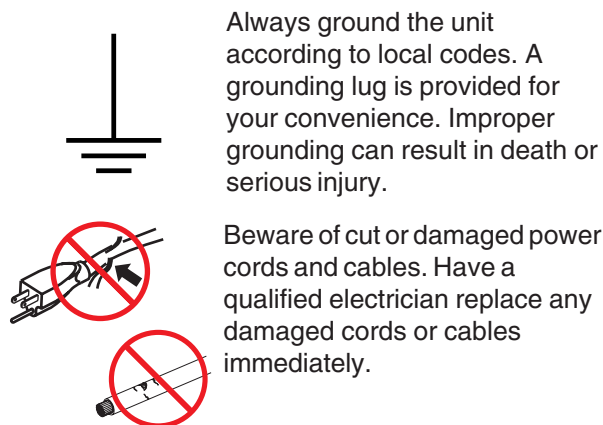 Always ground the unit
according to local codes. A
grounding lug is provided for
your convenience. Improper
grounding can result in death or
serious injury.
Beware of cut or damaged power
cords and cables. Have a
qualified electrician replace any
damaged cords or cables
immediately.